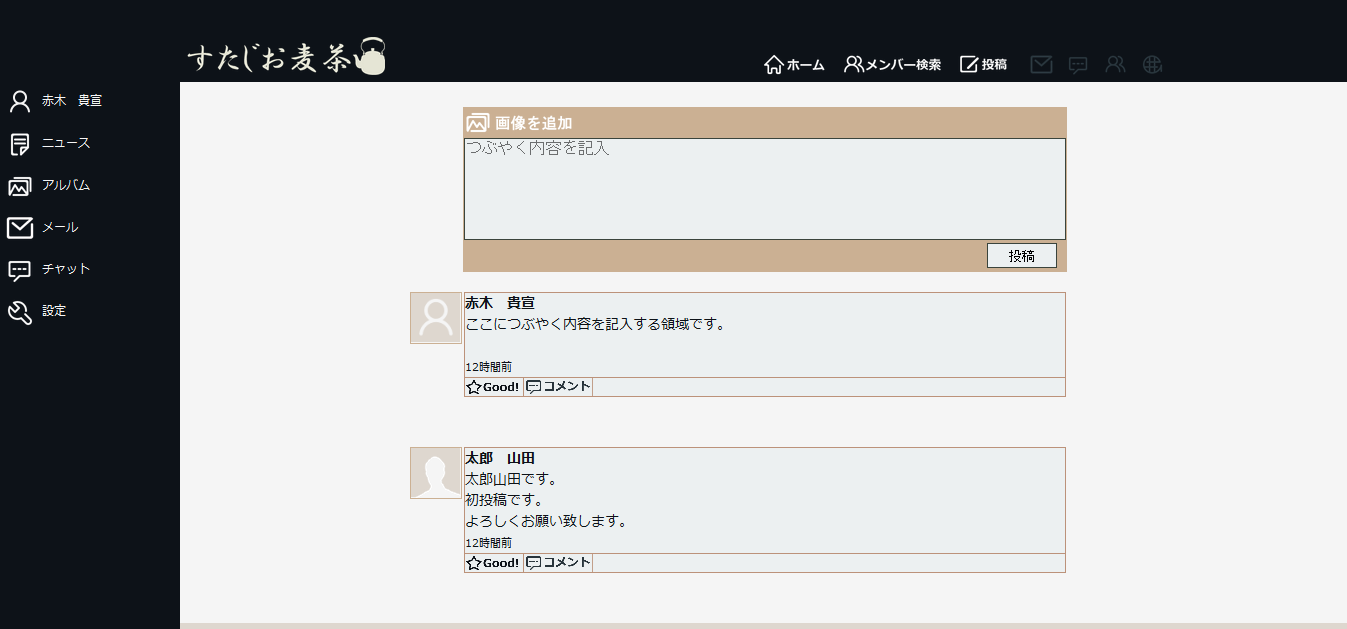 すたじお麦茶
ホーム メンバー検索 投稿
赤木　貴宣
ニュース
アルバム
メール
チャット
設定
画像を追加
つぶやく内容を記入
投稿
赤木　貴宣
ここにつぶやく内容を記入する領域です。
12時間前
Good! コメント
太郎　山田
太郎山田です。
初投稿です。
よろしくお願い致します。
12時間前
Good! コメント